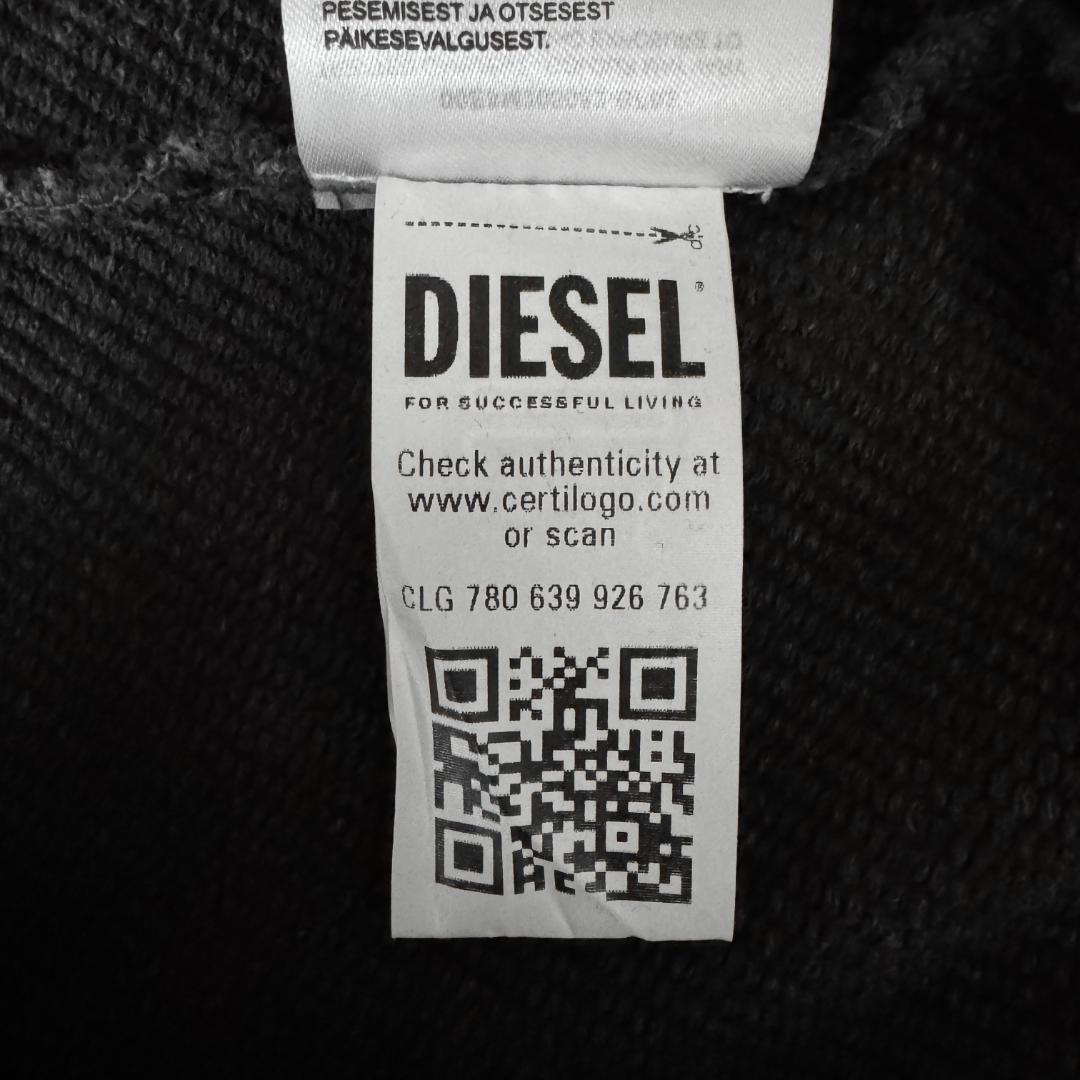 PESEMISEST JA OTSESEST
PÄIKESEVALGUSEST.
DIESEL®
FOR SUCCESSFUL LIVING
Check authenticity at
www.certilogo.com
or scan
CLG 780 639 926 763